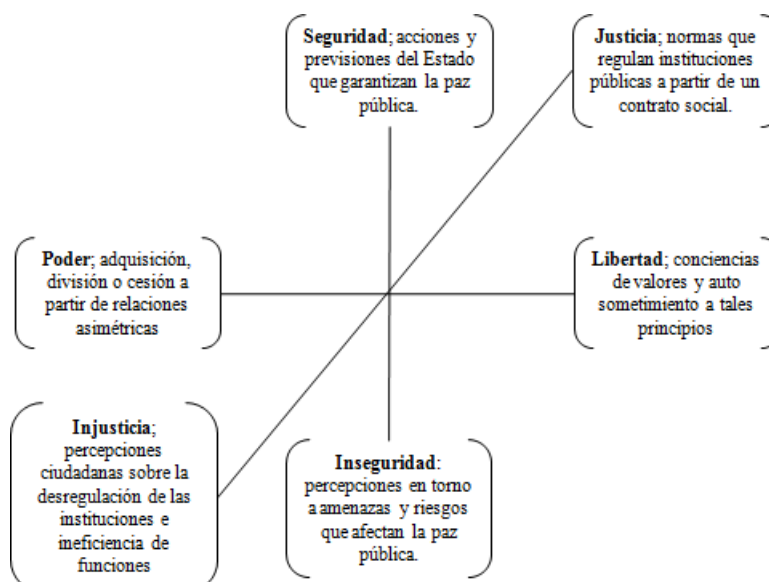 Seguridad; acciones y
previsiones del Estado
que garantizan la paz
pública.
Justicia; normas que
regulan instituciones
públicas a partir de un
contrato social.
Poder; adquisición,
división o cesión a
partir de relaciones
asimétricas
Libertad; conciencias
de valores y auto
sometimiento a tales
principios
Injusticia;
percepciones
ciudadanas sobre la
desregulación de las
instituciones e
ineficiencia de
funciones
Inseguridad:
percepciones en torno
a amenazas y riesgos
que afectan la paz
pública.